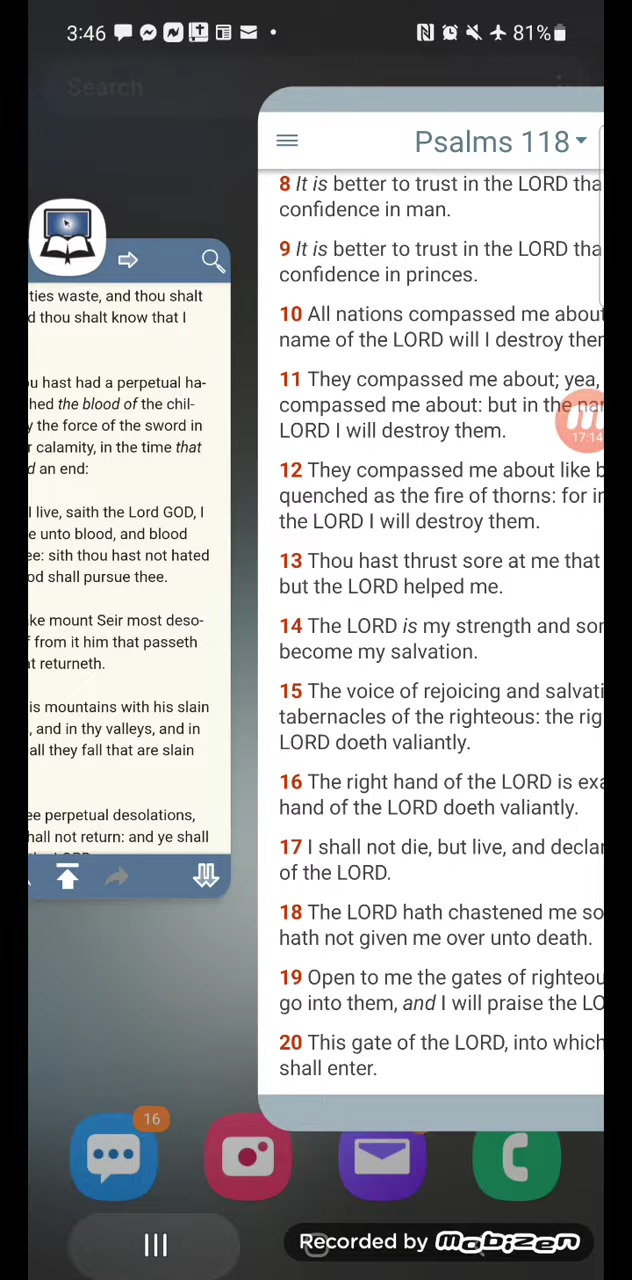 3:46
81%
Search
Psalms 118
ties waste, and thou shalt
d thou shalt know that I
u hast had a perpetual ha-
hed the blood of the chil-
y the force of the sword in
r calamity, in the time that
d an end:
I live, saith the Lord GOD, I
e unto blood, and blood
ee: sith thou hast not hated
od shall pursue thee.
ke mount Seir most deso-
f from it him that passeth
at returneth.
is mountains with his slain
, and in thy valleys, and in
all they fall that are slain
ee perpetual desolations,
hall not return: and ye shall
8 It is better to trust in the LORD tha
confidence in man.
9 It is better to trust in the LORD tha
confidence in princes.
10 All nations compassed me about
name of the LORD will I destroy ther
11 They compassed me about; yea,
compassed me about: but in the nar
LORD I will destroy them.
12 They compassed me about like b
quenched as the fire of thorns: for in
the LORD I will destroy them.
13 Thou hast thrust sore at me that
but the LORD helped me.
14 The LORD is my strength and sor
become my salvation.
15 The voice of rejoicing and salvati
tabernacles of the righteous: the rig
LORD doeth valiantly.
16 The right hand of the LORD is exa
hand of the LORD doeth valiantly.
17 I shall not die, but live, and declar
of the LORD.
18 The LORD hath chastened me so
hath not given me over unto death.
19 Open to me the gates of righteou
go into them, and I will praise the LO
20 This gate of the LORD, into which
shall enter.
17:14
16
Recorded by mobizen